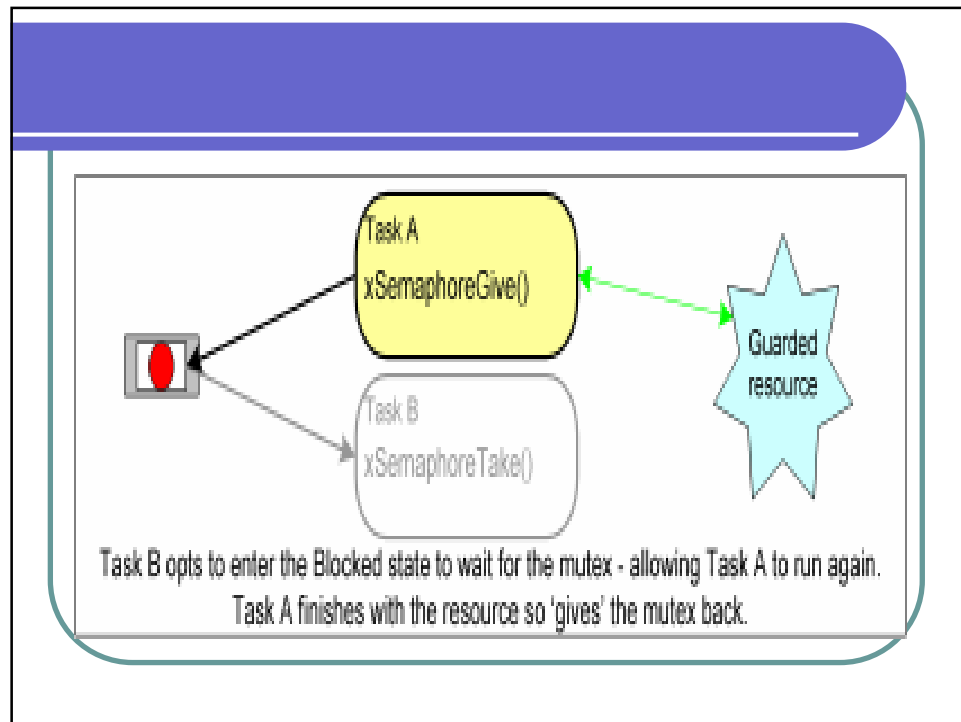 Task A
xSemaphoreGive()
Guarded
resource
Task B
xSemaphoreTake()
Task B opts to enter the Blocked state to wait for the mutex - allowing Task A to run again.
Task A finishes with the resource so 'gives' the mutex back.